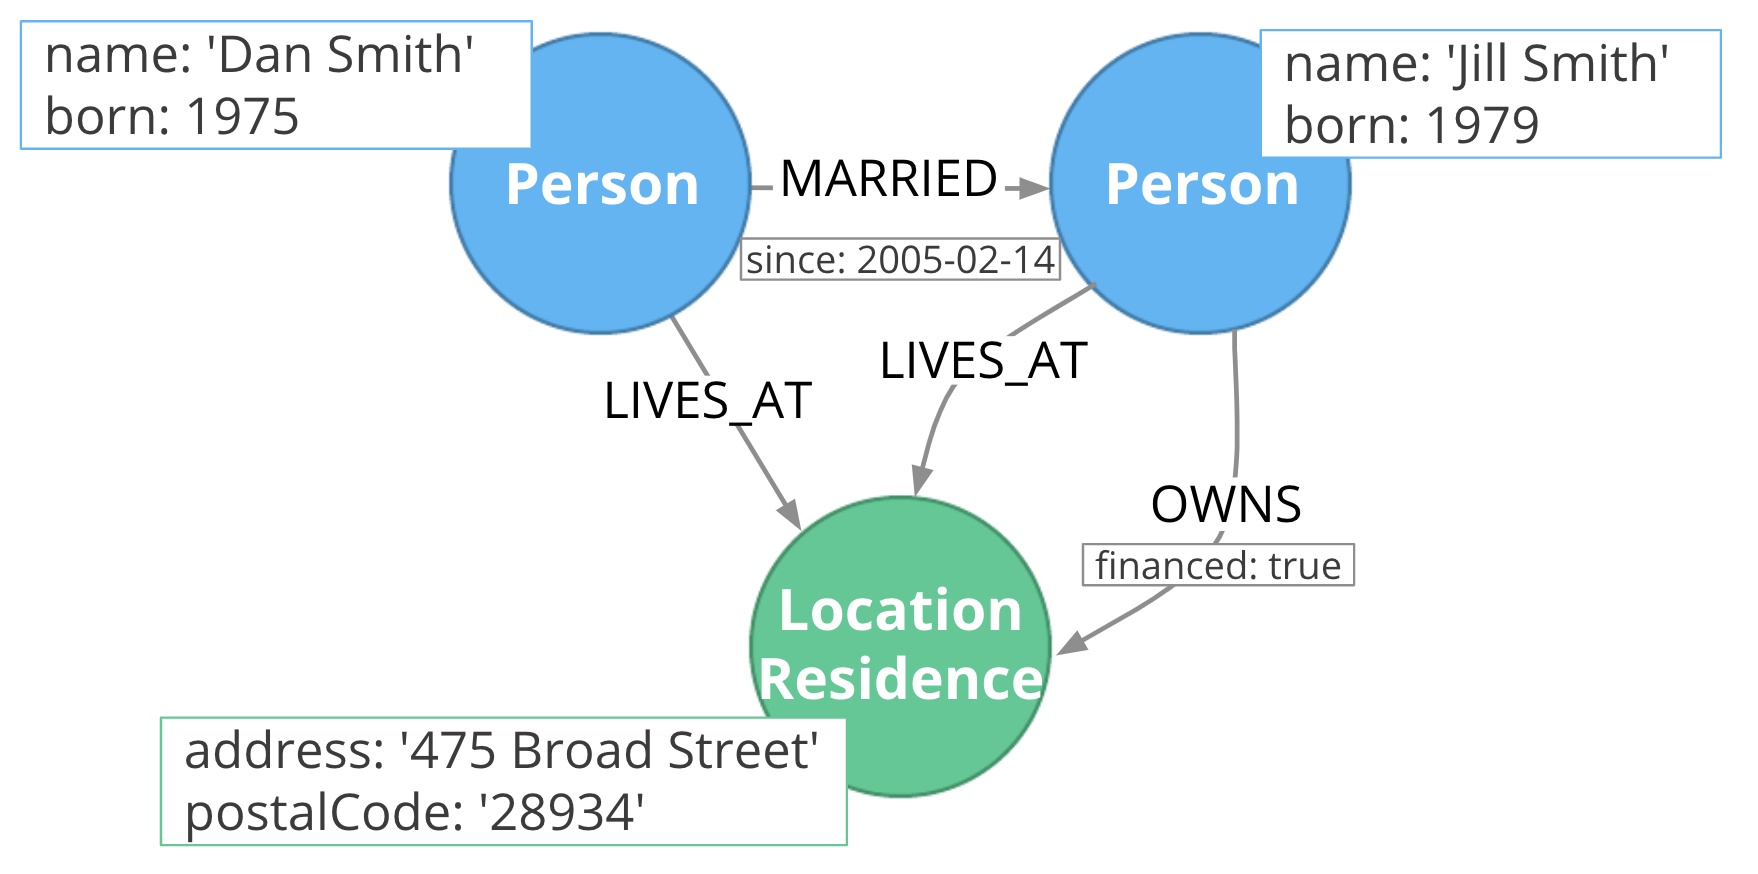 name: 'Dan Smith'
born: 1975
name: 'Jill Smith'
born: 1979
Person
MARRIED
Person
since: 2005-02-14
LIVES_AT
LIVES_AT
OWNS
financed: true
Location
Residence
address: '475 Broad Street'
postalCode: '28934'